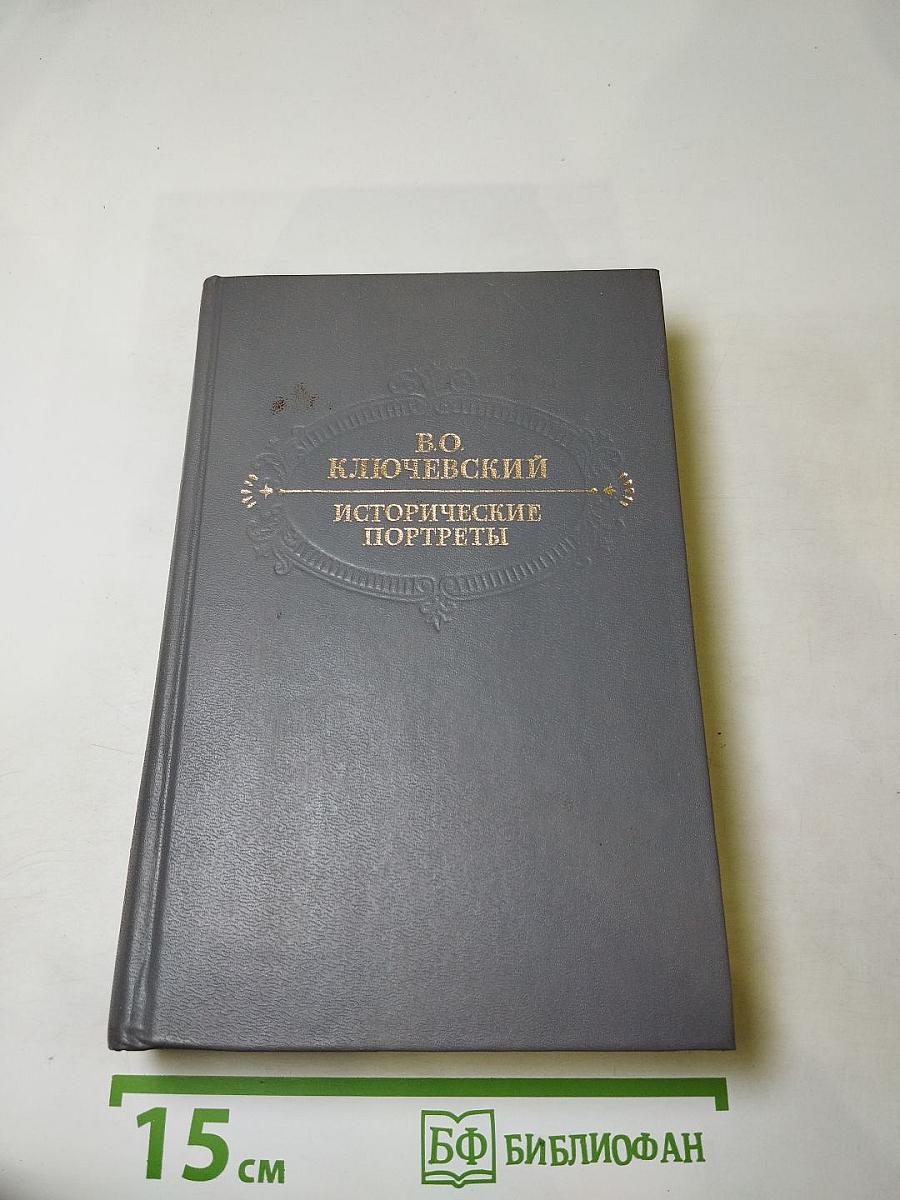 В.О.
КЛЮЧЕВСКИЙ
ИСТОРИЧЕСКИЕ
ПОРТРЕТЫ
15 СМ
БФ БИБЛИОФАН